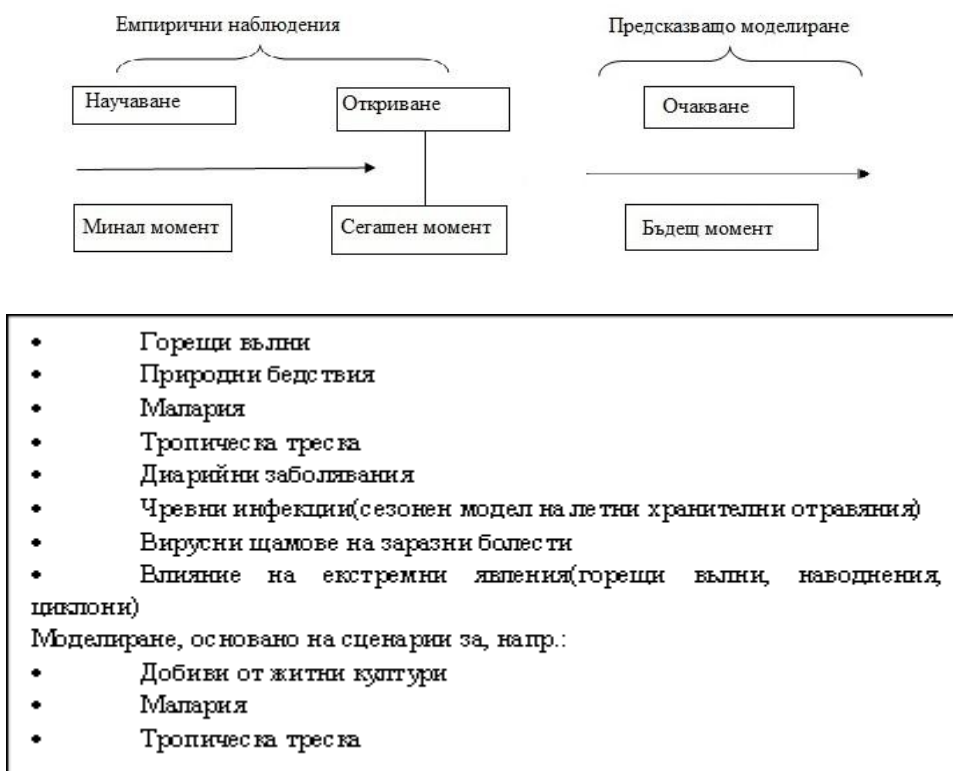 Емпирични наблюдения Предсказващо моделиране
Научаване Откриване Очакване
Минал момент Сегашен момент Бъдещ момент
• Горещи вълни
• Природни бедствия
• Малария
• Тропическа треска
• Диарийни заболявания
• Чревни инфекции(сезонен модел на летни хранителни отравяния)
• Вирусни щамове на заразни болести
• Влияние на екстремни явления(горещи вълни, наводнения,
циклони)
Моделиране, основано на сценарии за, напр.:
• Добиви от житни култури
• Малария
• Тропическа треска